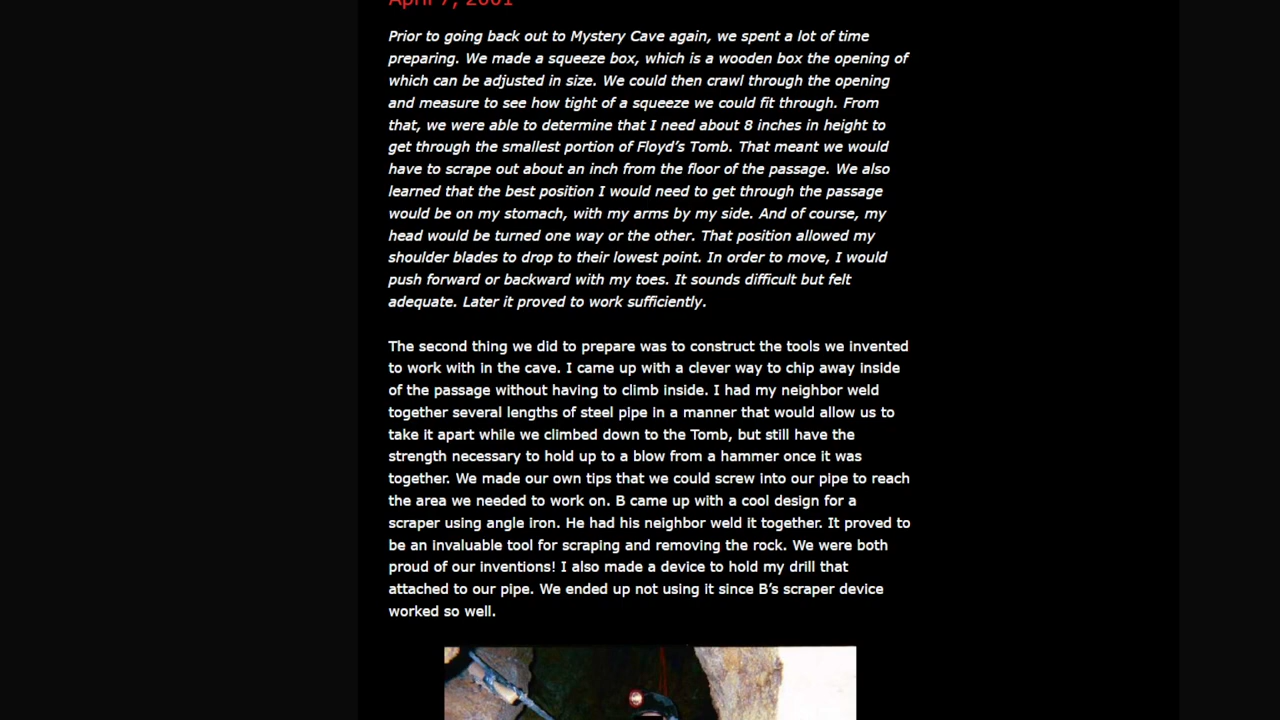 April 7, 2001
Prior to going back out to Mystery Cave again, we spent a lot of time
preparing. We made a squeeze box, which is a wooden box the opening of
which can be adjusted in size. We could then crawl through the opening
and measure to see how tight of a squeeze we could fit through. From
that, we were able to determine that I need about 8 inches in height to
get through the smallest portion of Floyd’s Tomb. That meant we would
have to scrape out about an inch from the floor of the passage. We also
learned that the best position I would need to get through the passage
would be on my stomach, with my arms by my side. And of course, my
head would be turned one way or the other. That position allowed my
shoulder blades to drop to their lowest point. In order to move, I would
push forward or backward with my toes. It sounds difficult but felt
adequate. Later it proved to work sufficiently.
The second thing we did to prepare was to construct the tools we invented
to work with in the cave. I came up with a clever way to chip away inside
of the passage without having to climb inside. I had my neighbor weld
together several lengths of steel pipe in a manner that would allow us to
take it apart while we climbed down to the Tomb, but still have the
strength necessary to hold up to a blow from a hammer once it was
together. We made our own tips that we could screw into our pipe to reach
the area we needed to work on. B came up with a cool design for a
scraper using angle iron. He had his neighbor weld it together. It proved to
be an invaluable tool for scraping and removing the rock. We were both
proud of our inventions! I also made a device to hold my drill that
attached to our pipe. We ended up not using it since B’s scraper device
worked so well.